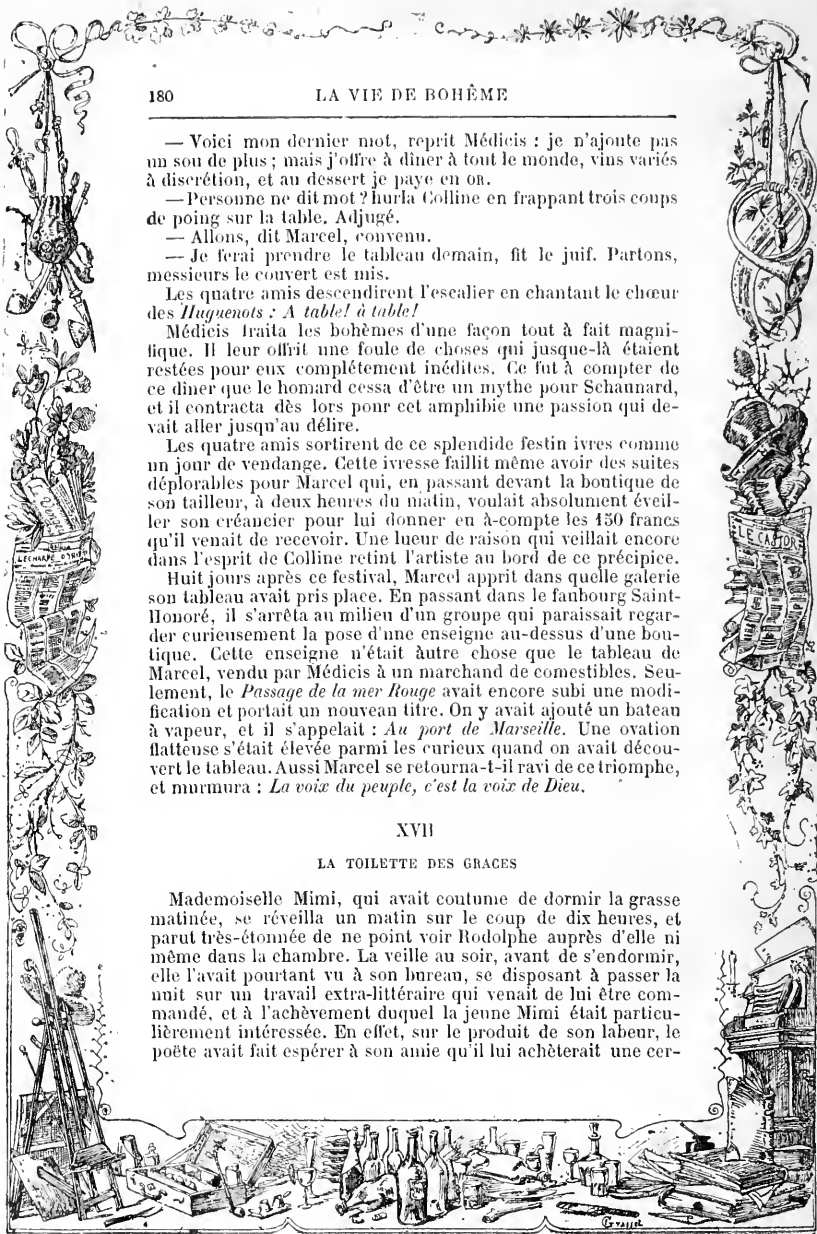 180 LA VIE DE BOHÊME
— Voici mon dernier mot, reprit Médicis : je n'ajoute pas
un sou de plus ; mais j'offre à dîner à tout le monde, vins variés
à discrétion, et au dessert je paye en OR.
— Personne ne dit mot ? hurla Colline en frappant trois coups
de poing sur la table. Adjugé.
— Allons, dit Marcel, convenu.
— Je ferai prendre le tableau demain, fit le juif. Partons,
messieurs le couvert est mis.
Les quatre amis descendirent l'escalier en chantant le chœur
des Huguenots : A table! à table!
Médicis traita les bohèmes d'une façon tout à fait magni-
fique. Il leur offrit une foule de choses qui jusque-là étaient
restées pour eux complétement inédites. Ce fut à compter de
ce dîner que le homard cessa d'être un mythe pour Schaunard,
et il contracta dès lors pour cet amphibie une passion qui de-
vait aller jusqu'au délire.
Les quatre amis sortirent de ce splendide festin ivres comme
un jour de vendange. Cette ivresse faillit même avoir des suites
déplorables pour Marcel qui, en passant devant la boutique de
son tailleur, à deux heures du matin, voulait absolument éveil-
ler son créancier pour lui donner en à-compte les 150 francs
qu'il venait de recevoir. Une lueur de raison qui veillait encore
dans l'esprit de Colline retint l'artiste au bord de ce précipice.
Huit jours après ce festival, Marcel apprit dans quelle galerie
son tableau avait pris place. En passant dans le faubourg Saint-
Honoré, il s'arrêta au milieu d'un groupe qui paraissait regar-
der curieusement la pose d'une enseigne au-dessus d'une bou-
tique. Cette enseigne n'était àutre chose que le tableau de
Marcel, vendu par Médicis à un marchand de comestibles. Seu-
lement, le Passage de la mer Rouge avait encore subi une modi-
fication et portait un nouveau titre. On y avait ajouté un bateau
à vapeur, et il s'appelait : Au port de Marseille. Une ovation
flatteuse s'était élevée parmi les curieux quand on avait décou-
vert le tableau. Aussi Marcel se retourna-t-il ravi de ce triomphe,
et murmura : La voix du peuple, c'est la voix de Dieu.
XVII
LA TOILETTE DES GRACES
Mademoiselle Mimi, qui avait coutume de dormir la grasse
matinée, se réveilla un matin sur le coup de dix heures, et
parut très-étonnée de ne point voir Rodolphe auprès d'elle ni
même dans la chambre. La veille au soir, avant de s'endormir,
elle l'avait pourtant vu à son bureau, se disposant à passer la
nuit sur un travail extra-littéraire qui venait de lui être com-
mandé, et à l'achèvement duquel la jeune Mimi était particu-
lièrement intéressée. En effet, sur le produit de son labeur, le
poëte avait fait espérer à son amie qu'il lui achèterait une cer-
L'ECHARPE D'IRIS
LE CASTOR
Grasset